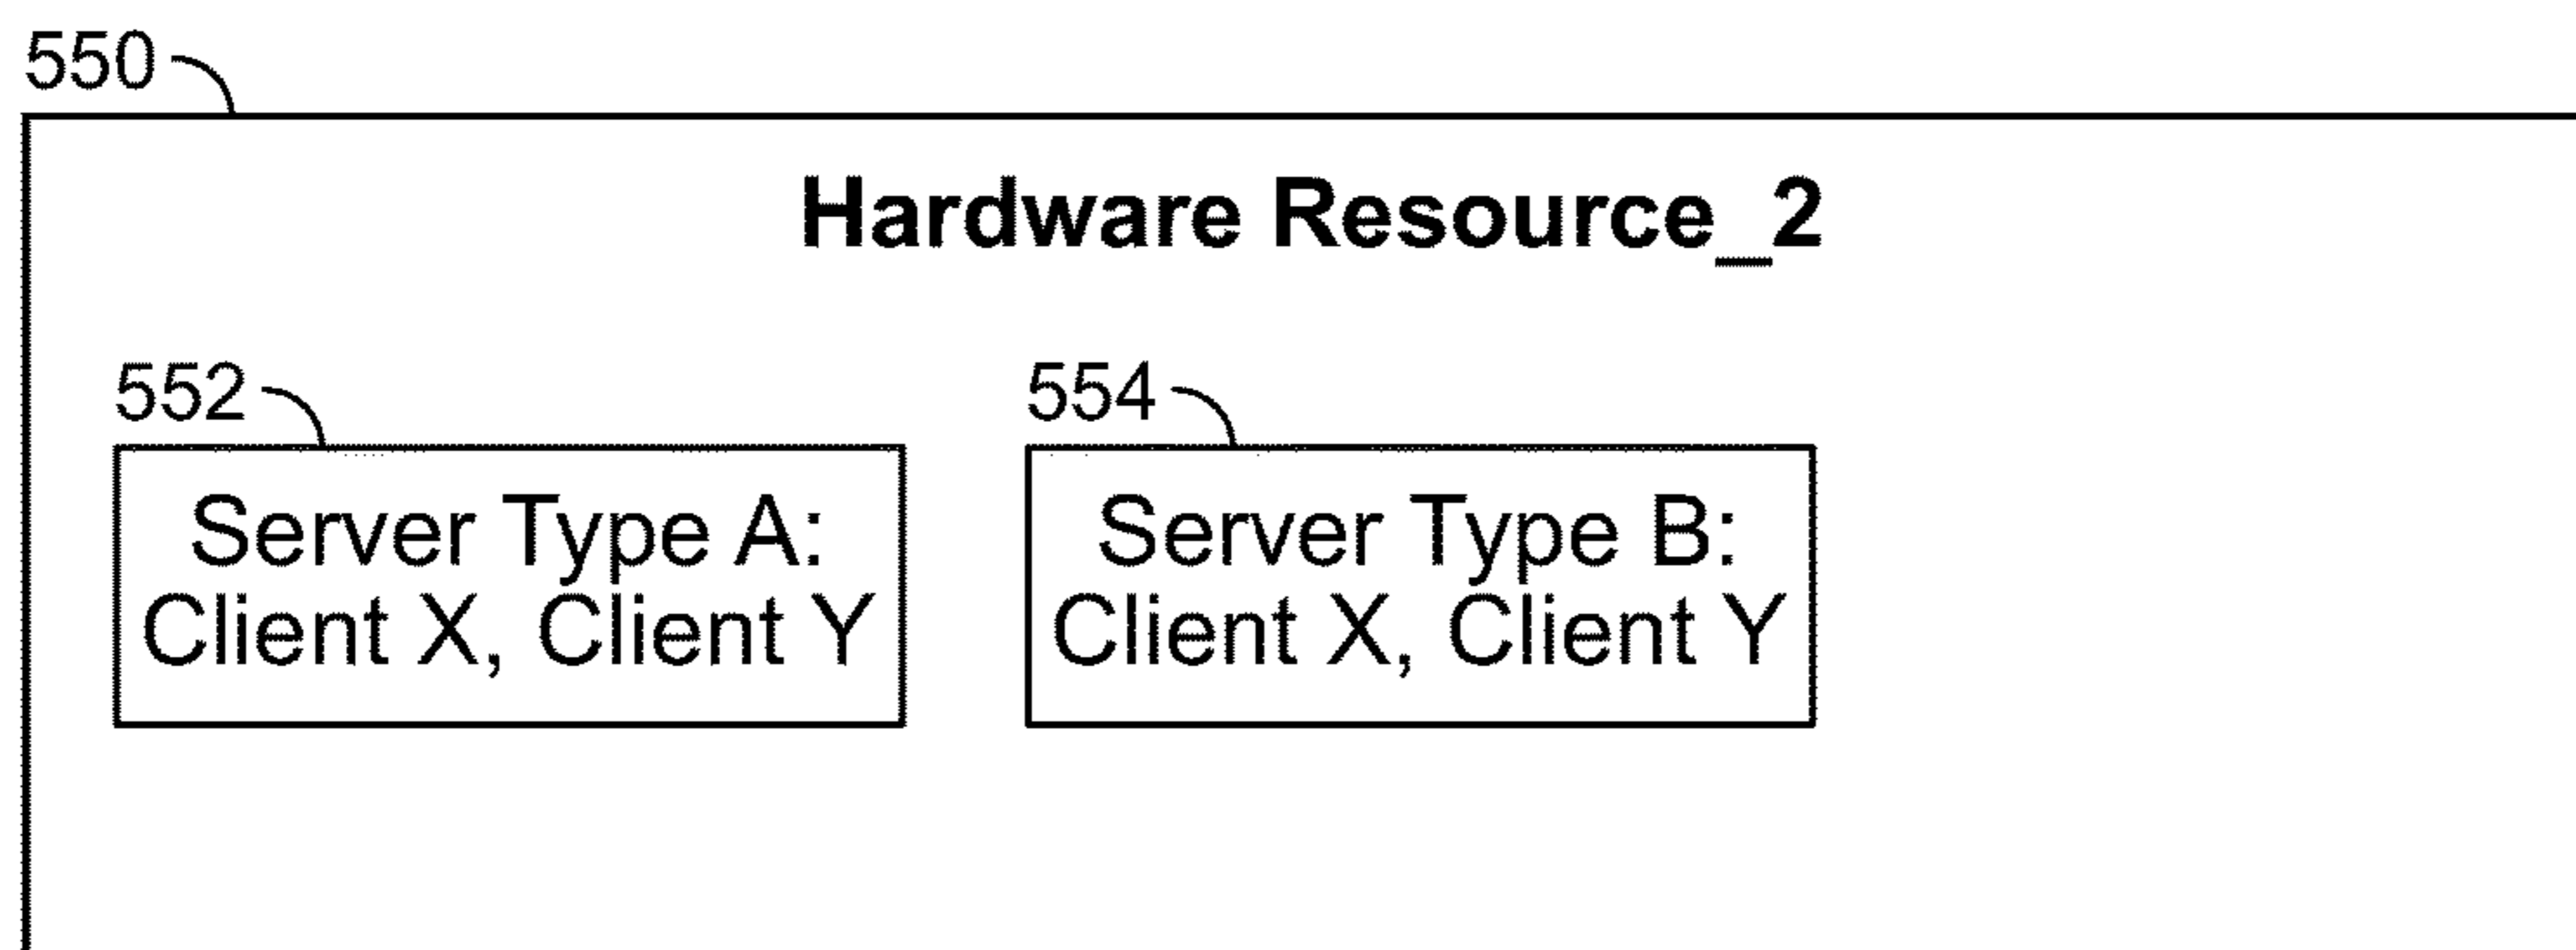 550
Hardware Resource_2
552
554
Server Type A:
Client X, Client Y
Server Type B:
Client X, Client Y